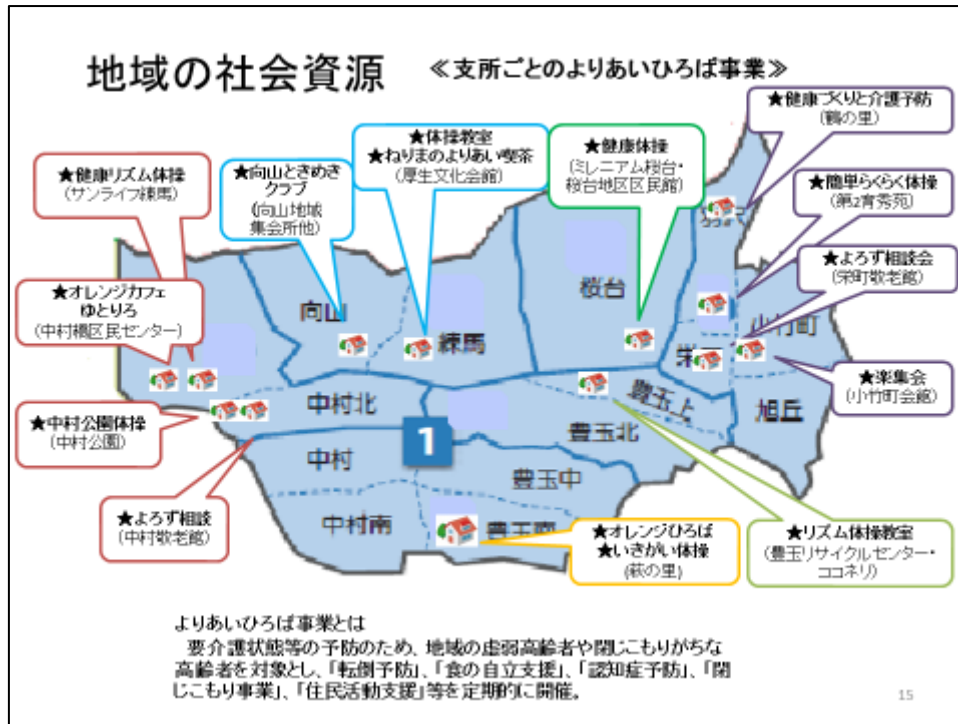 地域の社会資源
≪支所ごとのよりあいひろば事業≫
★健康づくりと介護予防
(鶴の里)
★体操教室
★ねりまのよりあい喫茶
(厚生文化会館)
★健康体操
(ミレニアム桜台・
桜台地区区民館)
★健康リズム体操
(サンライフ練馬)
★向山ときめき
クラブ
(向山地域
集会所他)
★簡単らくらく体操
(第2育秀苑)
★よろず相談会
(栄町敬老館)
★オレンジカフェ
ゆとりろ
(中村橋区民センター)
向山
練馬
桜台
小竹町
★楽集会
(小竹町会館)
★中村公園体操
(中村公園)
中村北
豊玉上
旭丘
1
豊玉北
中村
豊玉中
★よろず相談
(中村敬老館)
中村南
★オレンジひろば
★いきがい体操
(萩の里)
★リズム体操教室
(豊玉リサイクルセンター・
ココネリ)
よりあいひろば事業とは
要介護状態等の予防のため、地域の虚弱高齢者や閉じこもりがちな
高齢者を対象とし、「転倒予防」、「食の自立支援」、「認知症予防」、「閉
じこもり事業」、「住民活動支援」等を定期的に開催。
15